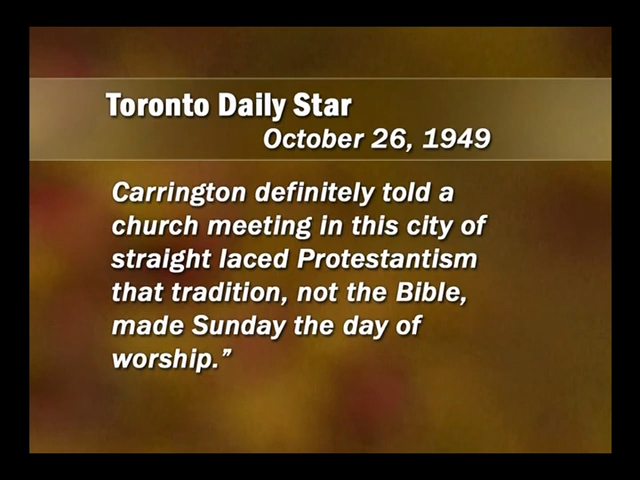 Toronto Daily Star
October 26, 1949
Carrington definitely told a
church meeting in this city of
straight laced Protestantism
that tradition, not the Bible,
made Sunday the day of
worship.”